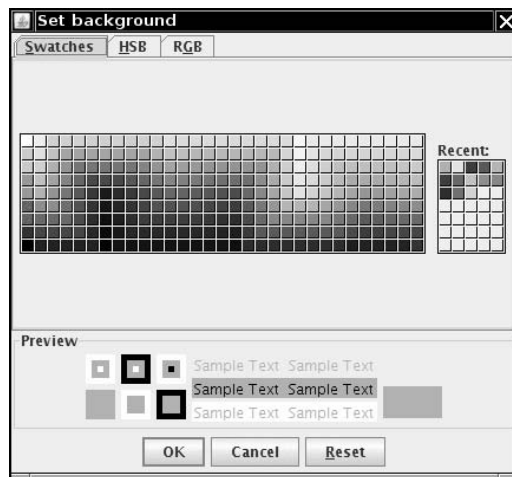 Set background
Swatches HSB RGB
Recent:
Preview
Sample Text Sample Text
Sample Text Sample Text
Sample Text Sample Text
OK Cancel Reset